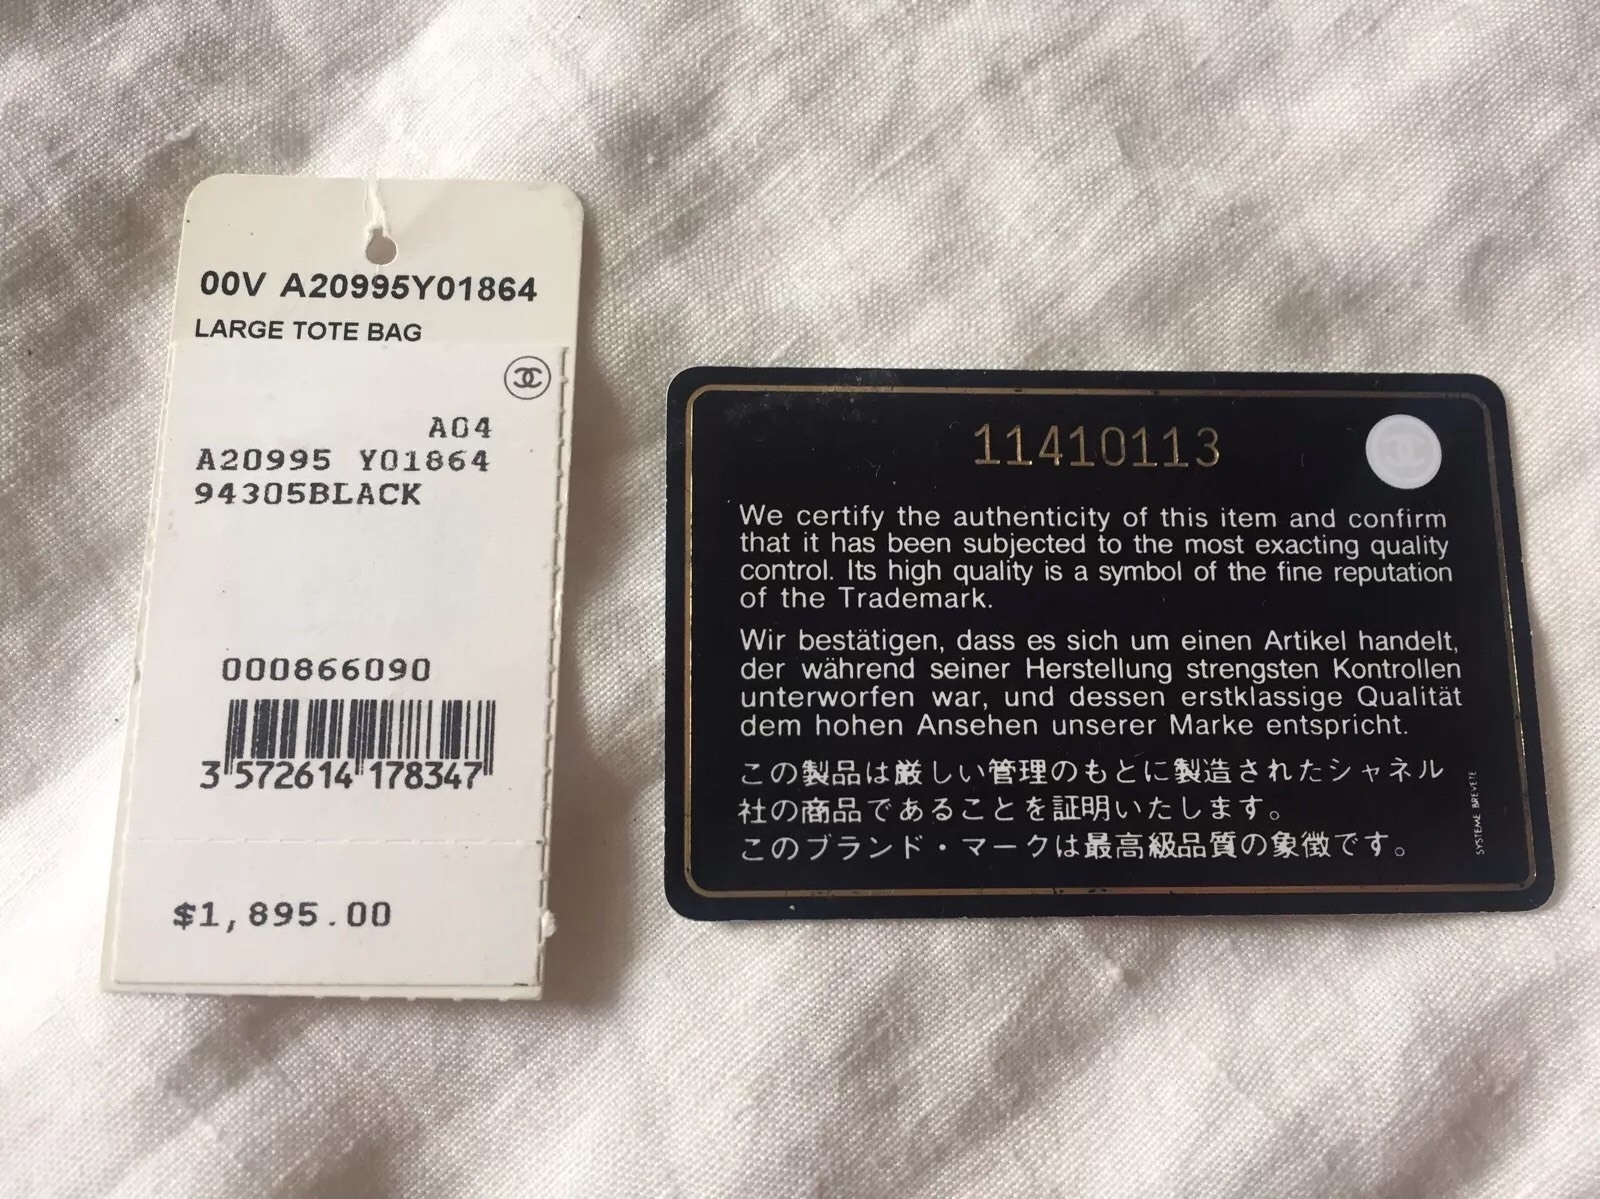 00V A20995Y01864
LARGE TOTE BAG
A04
A20995 Y01864
94305BLACK
000866090
3 572614 178347
$1,895.00
11410113
We certify the authenticity of this item and confirm
that it has been subjected to the most exacting quality
control. Its high quality is a symbol of the fine reputation
of the Trademark.
Wir bestätigen, dass es sich um einen Artikel handelt,
der während seiner Herstellung strengsten Kontrollen
unterworfen war, und dessen erstklassige Qualität
dem hohen Ansehen unserer Marke entspricht.
この製品は厳しい管理のもとに製造されたシャネル
社の商品であることを証明いたします。
このブランド・マークは最高級品質の象徴です。
SYSTEME BREVETE